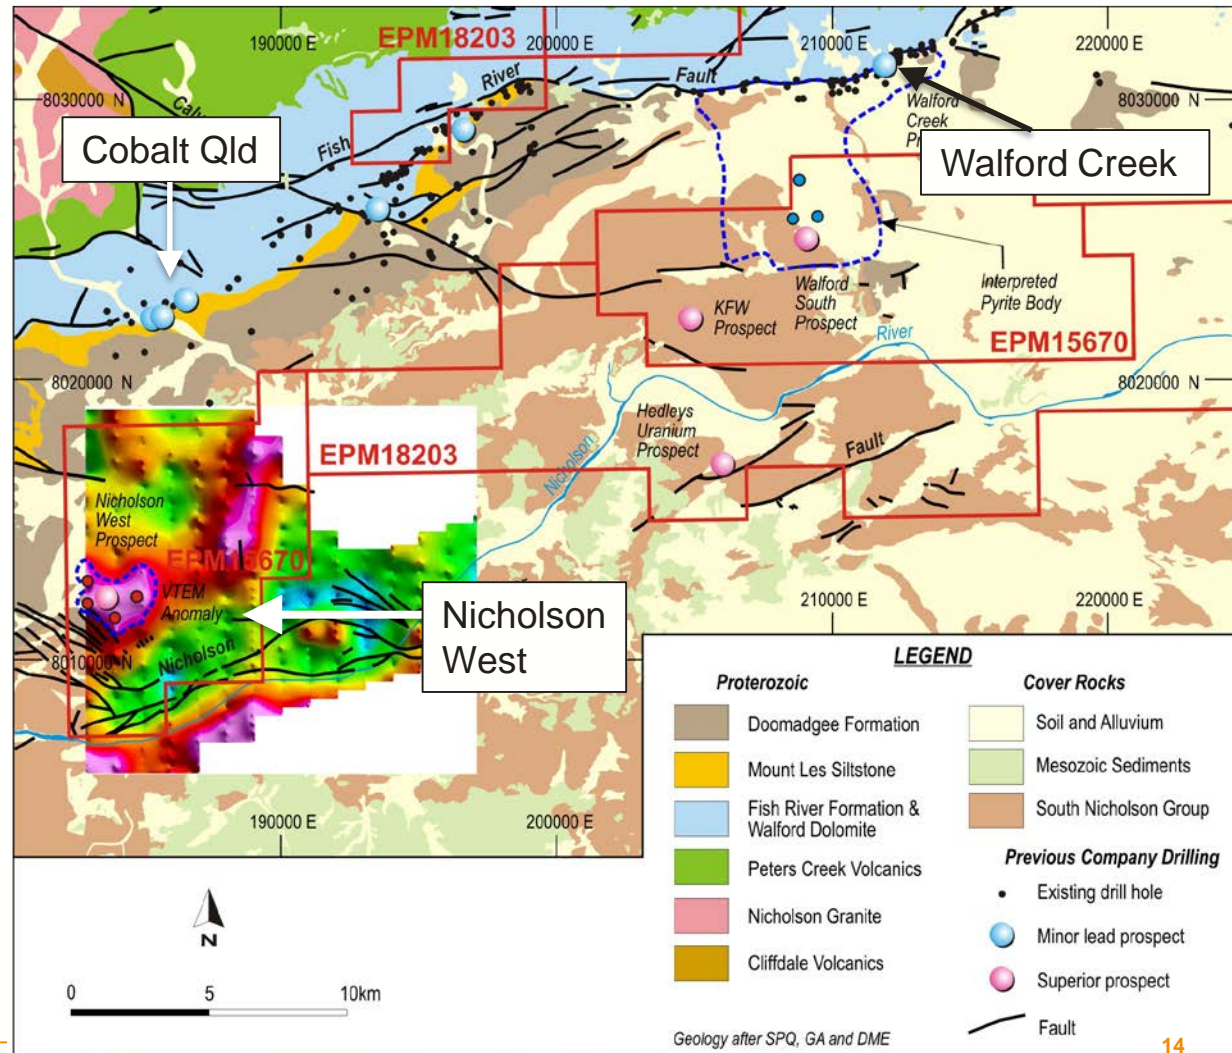 190000 E
EPM18203
200000 E
210000 E
220000 E
8030000 N
8030000 N
Fish
River
Fault
Cobalt Qld
Walford
Creek
Walford Creek
Walford
South
Prospect
Interpreted
Pyrite Body
KFW
Prospect
River
EPM15670
8020000 N
8020000 N
Hedleys
Uranium
Prospect
Fault
Nicholson
EPM18203
Nicholson
West
Prospect
EPM15670
VTEM
Anomaly
Nicholson
West
Nicholson
8010000 N
210000 E
220000 E
190000 E
200000 E
LEGEND
Proterozoic
Doomadgee Formation
Mount Les Siltstone
Fish River Formation &
Walford Dolomite
Peters Creek Volcanics
Nicholson Granite
Cliffdale Volcanics
Cover Rocks
Soil and Alluvium
Mesozoic Sediments
South Nicholson Group
Previous Company Drilling
Existing drill hole
Minor lead prospect
Superior prospect
Fault
N
0 5 10km
Geology after SPQ, GA and DME
14